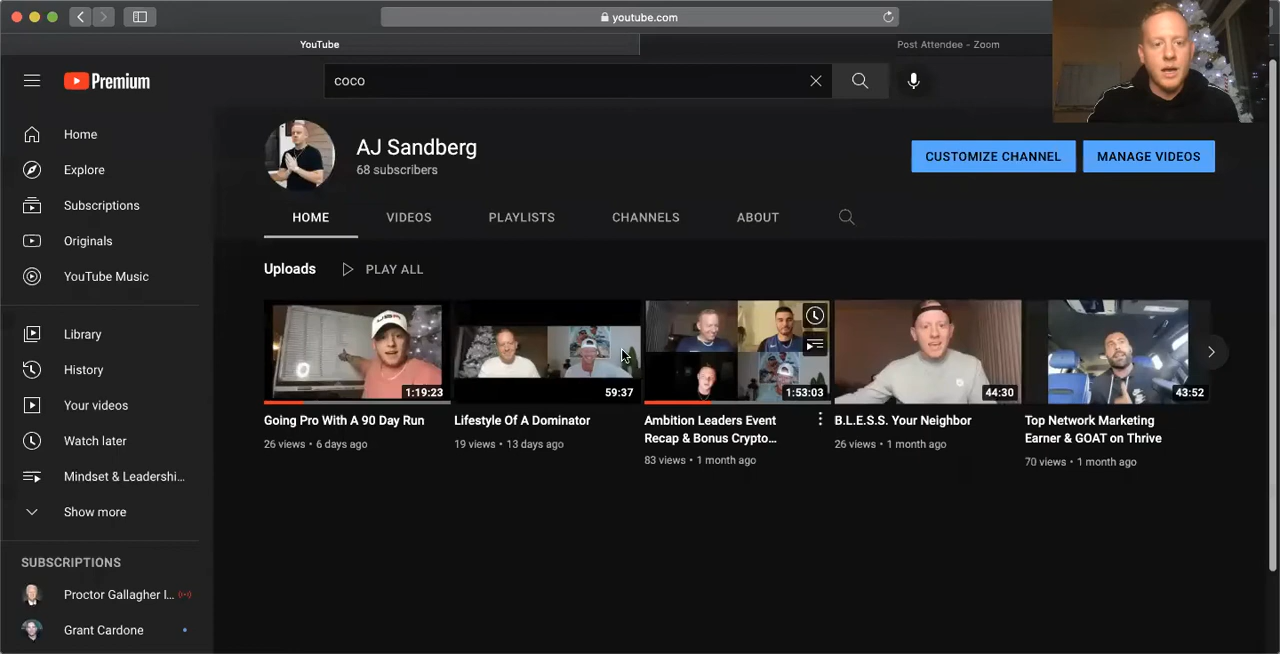 youtube.com
YouTube
Post Attendee - Zoom
Premium
coco
Home
Explore
Subscriptions
Originals
YouTube Music
Library
History
Your videos
Watch later
Mindset & Leadershi...
Show more
SUBSCRIPTIONS
Proctor Gallagher I...
Grant Cardone
AJ Sandberg
68 subscribers
CUSTOMIZE CHANNEL
MANAGE VIDEOS
HOME
VIDEOS
PLAYLISTS
CHANNELS
ABOUT
Uploads
PLAY ALL
1:19:23
Going Pro With A 90 Day Run
26 views • 6 days ago
59:37
Lifestyle Of A Dominator
19 views • 13 days ago
1:53:03
Ambition Leaders Event
Recap & Bonus Crypto...
83 views • 1 month ago
44:30
B.L.E.S.S. Your Neighbor
26 views • 1 month ago
43:52
Top Network Marketing
Earner & GOAT on Thrive
70 views • 1 month ago